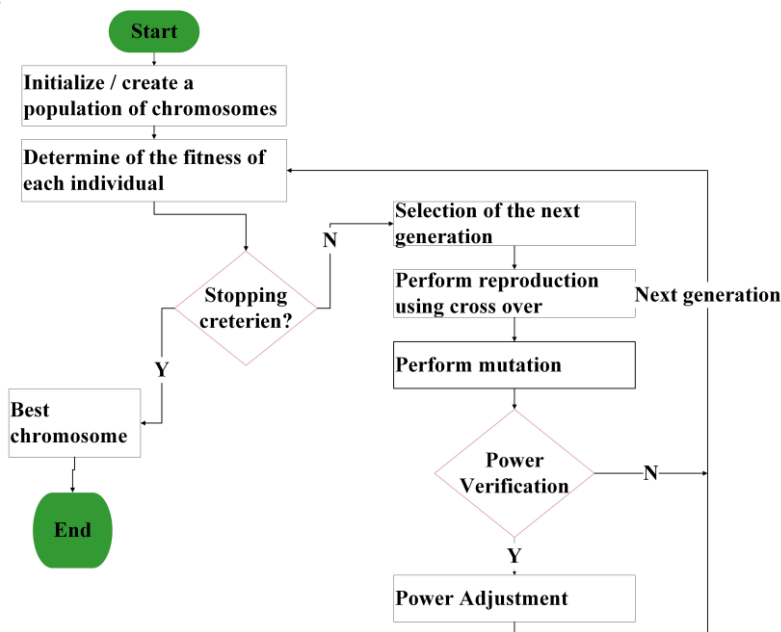 Start
Initialize / create a
population of chromosomes
Determine of the fitness of
each individual
Stopping
creterien?
Y
Best
chromosome
End
N
Selection of the next
generation
Perform reproduction
using cross over
Perform mutation
Power
Verification
N
Next generation
Y
Power Adjustment